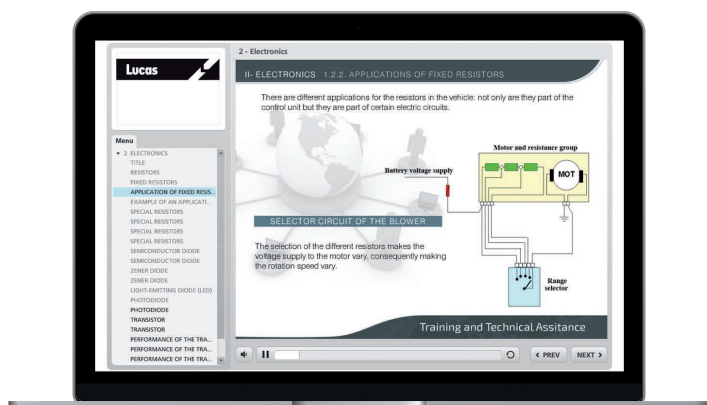 2 - Electronics
Lucas
II- ELECTRONICS 1.2.2. APPLICATIONS OF FIXED RESISTORS
There are different applications for the resistors in the vehicle: not only are they part of the
control unit but they are part of certain electric circuits.
Menu
2. ELECTRONICS
TITLE
RESISTORS
FIXED RESISTORS
APPLICATION OF FIXED RESIS...
EXAMPLE OF AN APPLICATI...
SPECIAL RESISTORS
SPECIAL RESISTORS
SPECIAL RESISTORS
SPECIAL RESISTORS
SEMICONDUCTOR DIODE
SEMICONDUCTOR DIODE
ZENER DIODE
ZENER DIODE
LIGHT-EMITTING DIODE (LED)
PHOTODIODE
PHOTODIODE
TRANSISTOR
TRANSISTOR
PERFORMANCE OF THE TRA...
PERFORMANCE OF THE TRA...
PERFORMANCE OF THE TRA...
Motor and resistance group
Battery voltage supply
MOT
SELECTOR CIRCUIT OF THE BLOWER
The selection of the different resistors makes the
voltage supply to the motor vary, consequently making
the rotation speed vary.
Range
selector
Training and Technical Assitance
PREV
NEXT